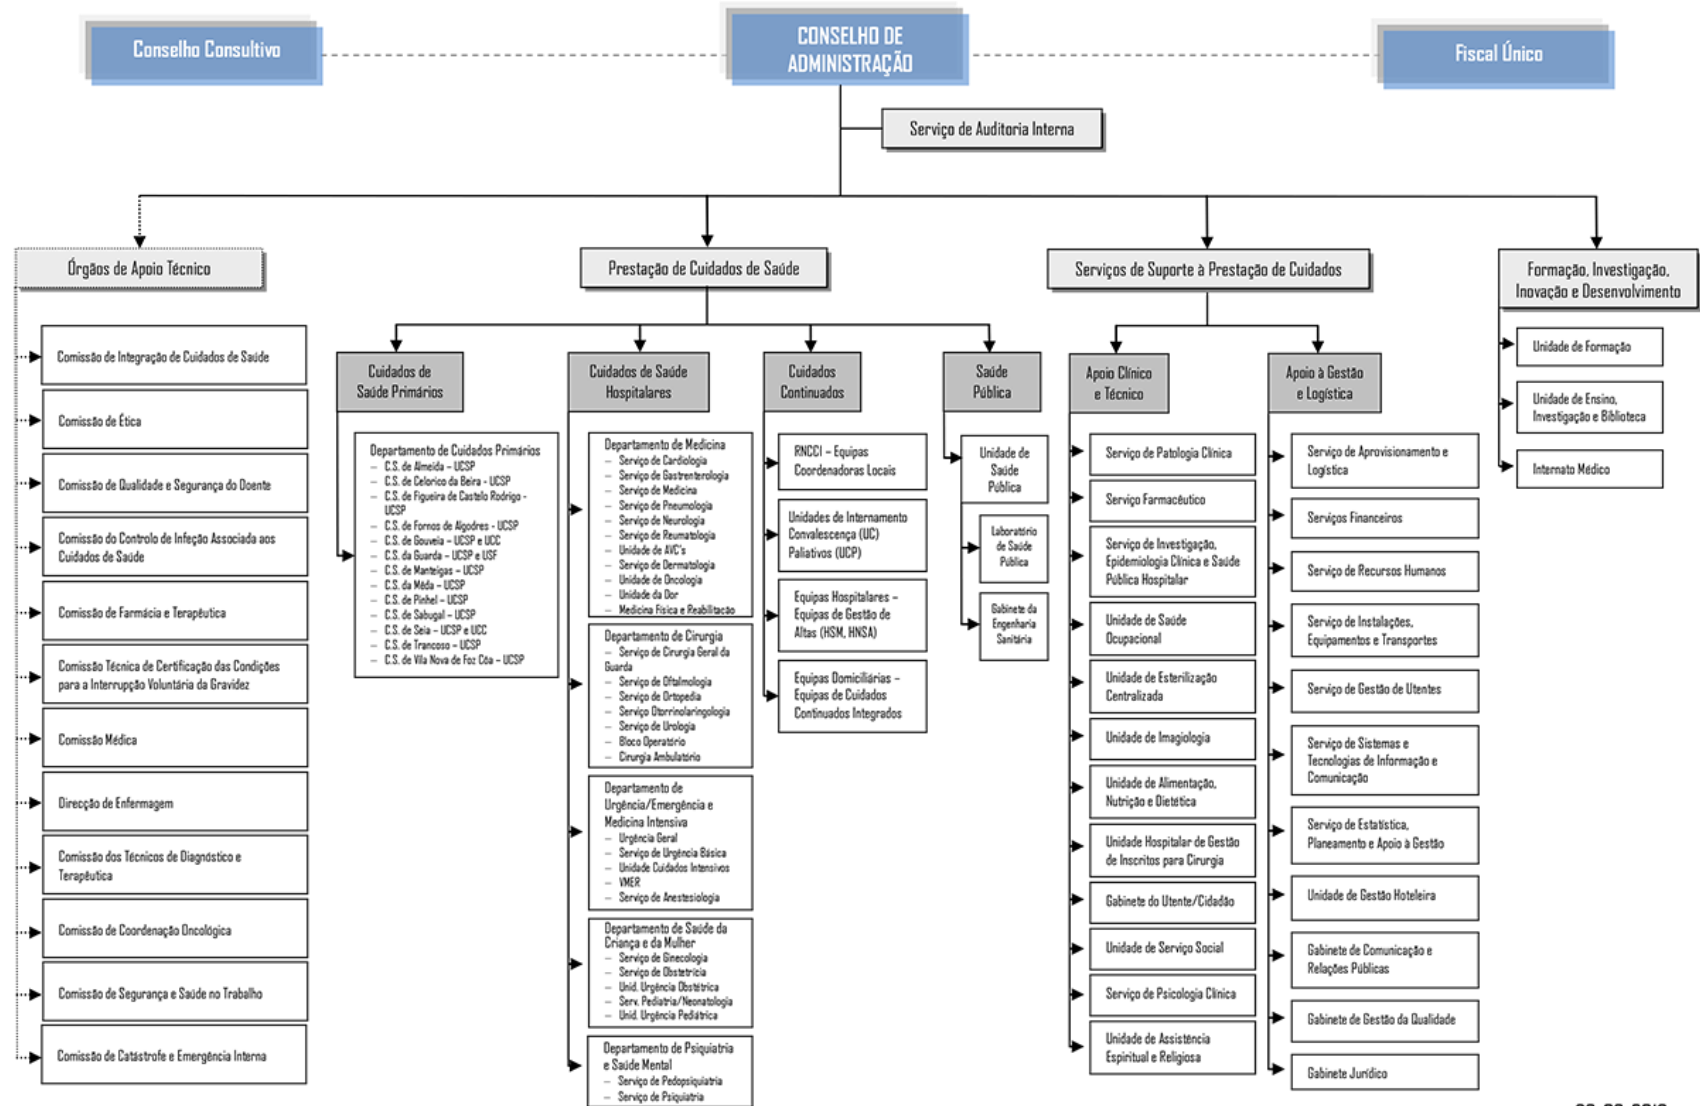 Conselho Consultivo
CONSELHO DE
ADMINISTRAÇÃO
Fiscal Único
Serviço de Auditoria Interna
Órgãos de Apoio Técnico
Comissão de Integração de Cuidados de Saúde
Comissão de Ética
Comissão de Qualidade e Segurança do Doente
Comissão do Controlo de Infeção Associada aos
Cuidados de Saúde
Comissão de Farmácia e Terapêutica
Comissão Técnica de Certificação das Condições
para a Interrupção Voluntária da Gravidez
Comissão Médica
Direcção de Enfermagem
Comissão dos Técnicos de Diagnóstico e
Terapêutica
Comissão de Coordenação Oncológica
Comissão de Segurança e Saúde no Trabalho
Comissão de Catástrofe e Emergência Interna
Prestação de Cuidados de Saúde
Cuidados de
Saúde Primários
Departamento de Cuidados Primários
– C.S. de Almeida – UCSP
– C.S. de Celorico da Beira - UCSP
– C.S. de Figueira de Castelo Rodrigo -
UCSP
– C.S. de Fornos de Algodres - UCSP
– C.S. de Gouveia – UCSP e UCC
– C.S. da Guarda – UCSP e USF
– C.S. de Manteigas – UCSP
– C.S. da Mêda – UCSP
– C.S. de Pinhel – UCSP
– C.S. de Sabugal – UCSP
– C.S. de Seia – UCSP e UCC
– C.S. de Trancoso – UCSP
– C.S. de Vila Nova de Foz Côa – UCSP
Cuidados de Saúde
Hospitalares
Departamento de Medicina
– Serviço de Cardiologia
– Serviço de Gastrenterologia
– Serviço de Medicina
– Serviço de Pneumologia
– Serviço de Neurologia
– Serviço de Reumatologia
– Unidade de AVC's
– Serviço de Dermatologia
– Unidade de Oncologia
– Unidade da Dor
– Medicina Física e Reabilitação
Departamento de Cirurgia
– Serviço de Cirurgia Geral da
Guarda
– Serviço de Oftalmologia
– Serviço de Ortopedia
– Serviço Otorrinolaringologia
– Serviço de Urologia
– Bloco Operatório
– Cirurgia Ambulatório
Departamento de
Urgência/Emergência e
Medicina Intensiva
– Urgência Geral
– Serviço de Urgência Básica
– Unidade Cuidados Intensivos
– VMER
– Serviço de Anestesiologia
Departamento de Saúde da
Criança e da Mulher
– Serviço de Ginecologia
– Serviço de Obstetrícia
– Unid. Urgência Obstétrica
– Serv. Pediatria/Neonatologia
– Unid. Urgência Pediátrica
Departamento de Psiquiatria
e Saúde Mental
– Serviço de Pedopsiquiatria
– Serviço de Psiquiatria
Cuidados
Continuados
RNCCI – Equipas
Coordenadoras Locais
Unidades de Internamento
Convalescença (UC)
Paliativos (UCP)
Equipas Hospitalares –
Equipas de Gestão de
Altas (HSM, HNSA)
Equipas Domiciliárias –
Equipas de Cuidados
Continuados Integrados
Saúde
Pública
Unidade de
Saúde
Pública
Laboratório
de Saúde
Pública
Gabinete da
Engenharia
Sanitária
Serviços de Suporte à Prestação de Cuidados
Apoio Clínico
e Técnico
Serviço de Patologia Clínica
Serviço Farmacêutico
Serviço de Investigação,
Epidemiologia Clínica e Saúde
Pública Hospitalar
Unidade de Saúde
Ocupacional
Unidade de Esterilização
Centralizada
Unidade de Imagiologia
Unidade de Alimentação,
Nutrição e Dietética
Unidade Hospitalar de Gestão
de Inscritos para Cirurgia
Gabinete do Utente/Cidadão
Unidade de Serviço Social
Serviço de Psicologia Clínica
Unidade de Assistência
Espiritual e Religiosa
Apoio à Gestão
e Logística
Serviço de Aprovisionamento e
Logística
Serviços Financeiros
Serviço de Recursos Humanos
Serviço de Instalações,
Equipamentos e Transportes
Serviço de Gestão de Utentes
Serviço de Sistemas e
Tecnologias de Informação e
Comunicação
Serviço de Estatística,
Planeamento e Apoio à Gestão
Unidade de Gestão Hoteleira
Gabinete de Comunicação e
Relações Públicas
Gabinete de Gestão da Qualidade
Gabinete Jurídico
Formação, Investigação,
Inovação e Desenvolvimento
Unidade de Formação
Unidade de Ensino,
Investigação e Biblioteca
Internato Médico